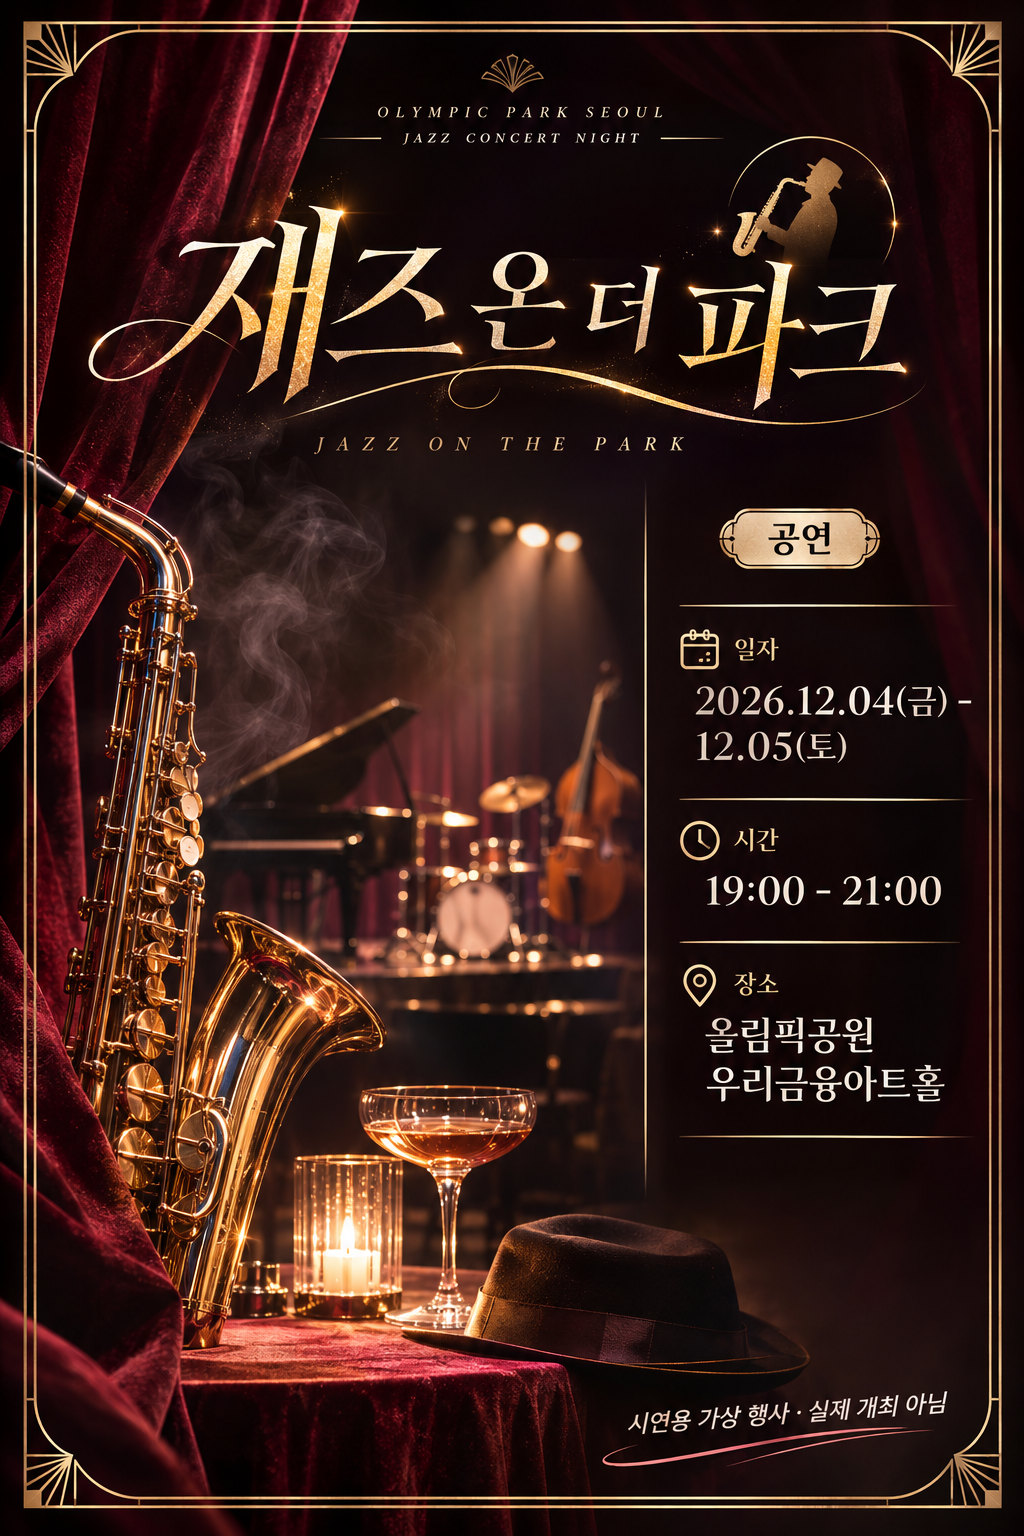 OLYMPIC PARK SEOUL
JAZZ CONCERT NIGHT
재즈 온 더 파크
JAZZ ON THE PARK
공연
일자
2026.12.04(금) -
12.05(토)
시간
19:00 - 21:00
장소
올림픽공원
우리금융아트홀
시연용 가상 행사 · 실제 개최 아님